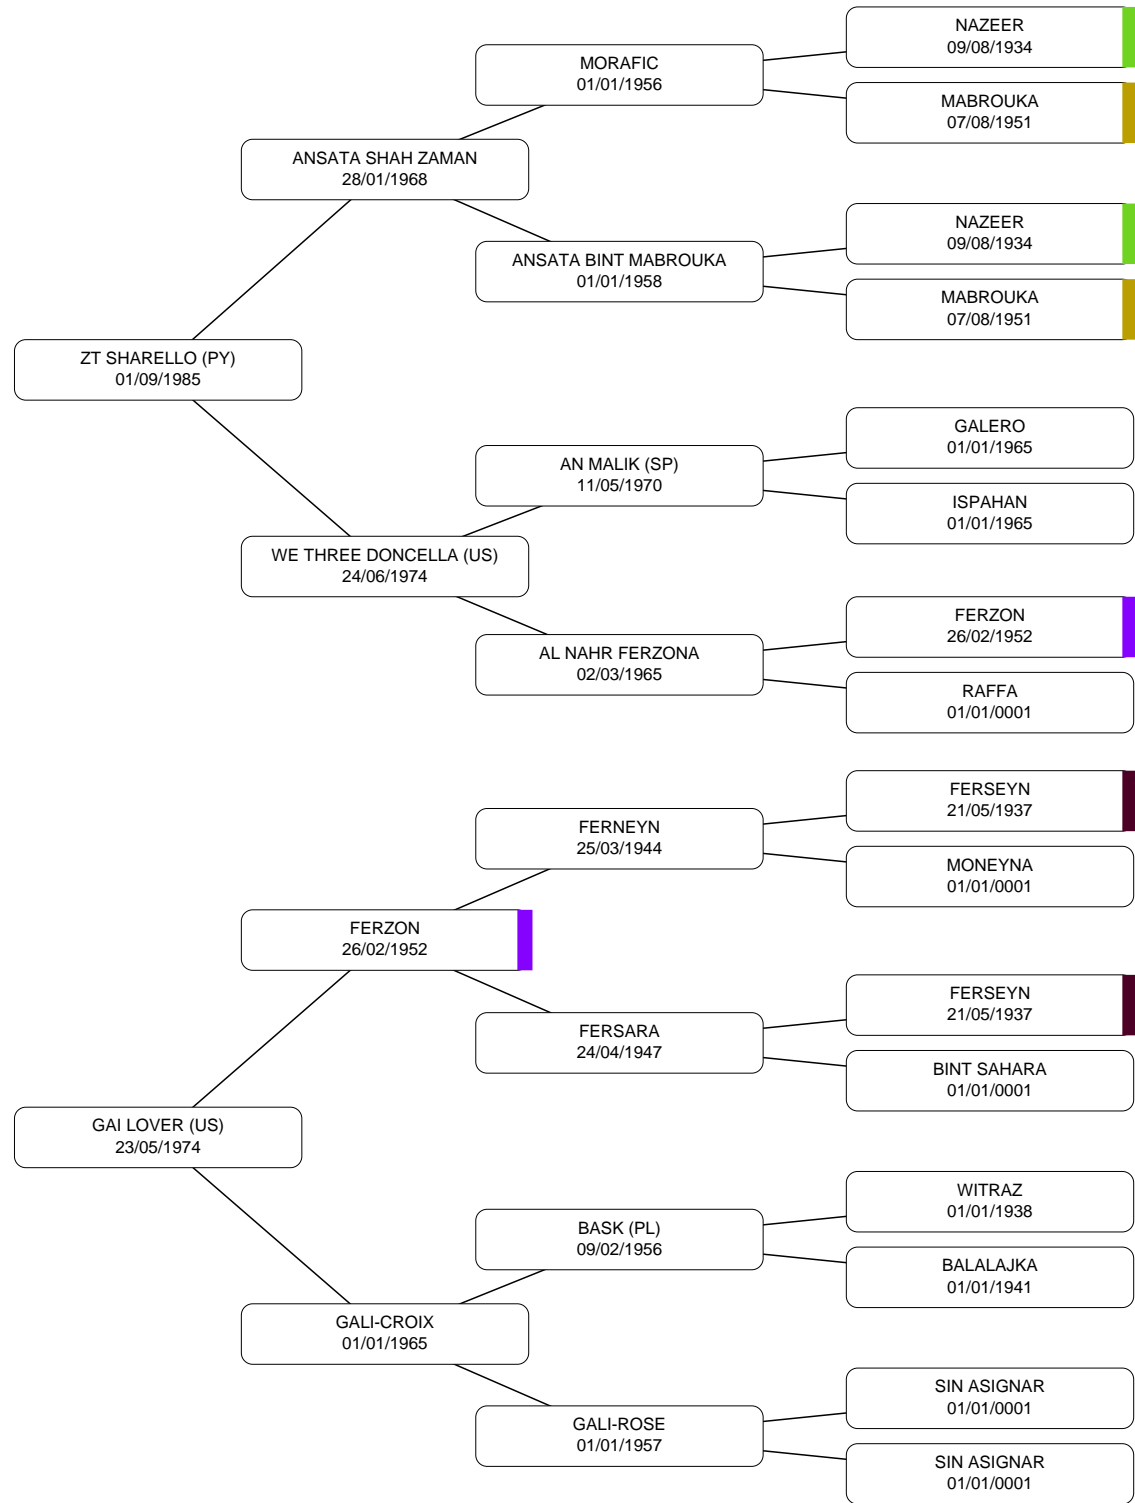 NAZEER
09/08/1934
MORAFIC
01/01/1956
MABROUKA
07/08/1951
ANSATA SHAH ZAMAN
28/01/1968
NAZEER
09/08/1934
ANSATA BINT MABROUKA
01/01/1958
MABROUKA
07/08/1951
ZT SHARELLO (PY)
01/09/1985
GALERO
01/01/1965
AN MALIK (SP)
11/05/1970
ISPAHAN
01/01/1965
WE THREE DONCELLA (US)
24/06/1974
FERZON
26/02/1952
AL NAHR FERZONA
02/03/1965
RAFFA
01/01/0001
FERSEYN
21/05/1937
FERNEYN
25/03/1944
MONEYNA
01/01/0001
FERZON
26/02/1952
FERSEYN
21/05/1937
FERSARA
24/04/1947
BINT SAHARA
01/01/0001
GAI LOVER (US)
23/05/1974
WITRAZ
01/01/1938
BASK (PL)
09/02/1956
BALALAJKA
01/01/1941
GALI-CROIX
01/01/1965
SIN ASIGNAR
01/01/0001
GALI-ROSE
01/01/1957
SIN ASIGNAR
01/01/0001